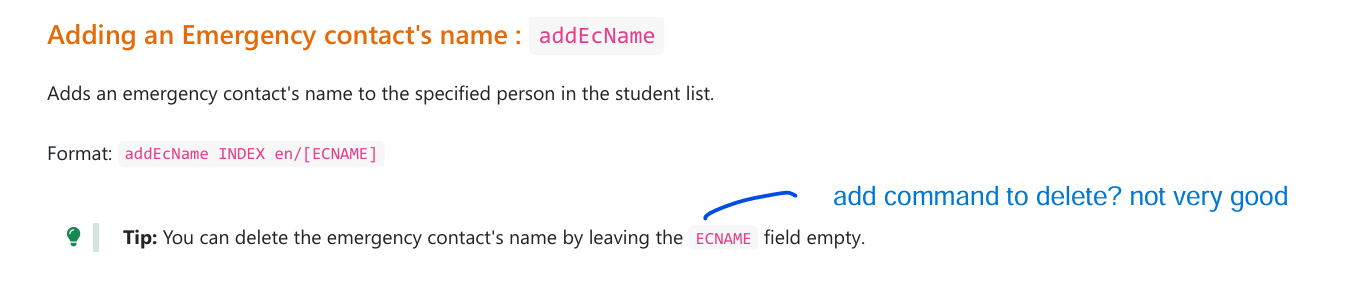 Adding an Emergency contact's name : addEcName
Adds an emergency contact's name to the specified person in the student list.
Format: addEcName INDEX en/[ECNAME]
add command to delete? not very good
Tip: You can delete the emergency contact's name by leaving the ECNAME field empty.